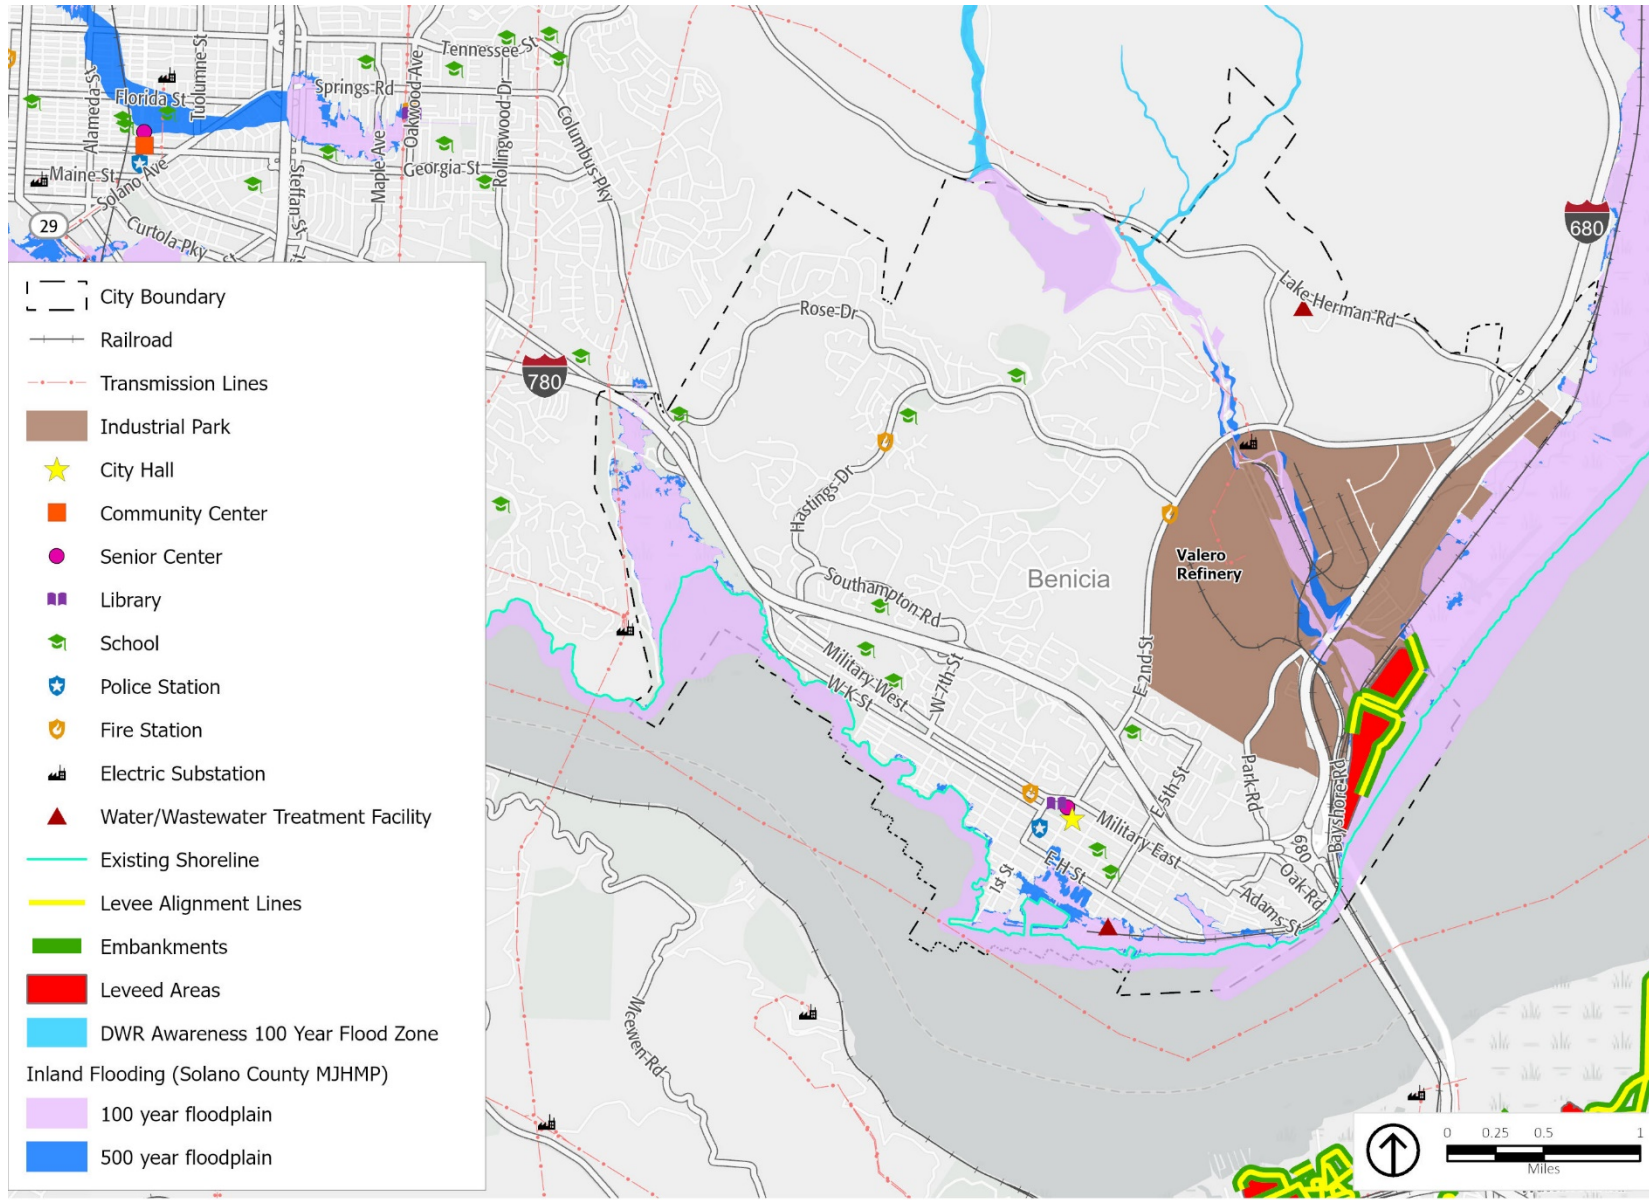 Tennessee St
Springs Rd
Oakwood Ave
Rollingwood Dr
Columbus Pky
Alameda St
Florida St
Tuolumne St
Maple Ave
Georgia St
Maine St
Solano Ave
Steffan St
Curtola Pky
29
680
Lake Herman Rd
Rose Dr
780
Hastings Dr
Valero
Refinery
Benicia
Southampton Rd
Military West
W K St
W 7th St
E 2nd St
Park Rd
Bayshore Rd
E 5th St
Military East
680
Oak Rd
Adams St
E H St
1st St
Mcewen Rd
City Boundary
Railroad
Transmission Lines
Industrial Park
City Hall
Community Center
Senior Center
Library
School
Police Station
Fire Station
Electric Substation
Water/Wastewater Treatment Facility
Existing Shoreline
Levee Alignment Lines
Embankments
Leveed Areas
DWR Awareness 100 Year Flood Zone
Inland Flooding (Solano County MJHMP)
100 year floodplain
500 year floodplain
0 0.25 0.5 1
Miles